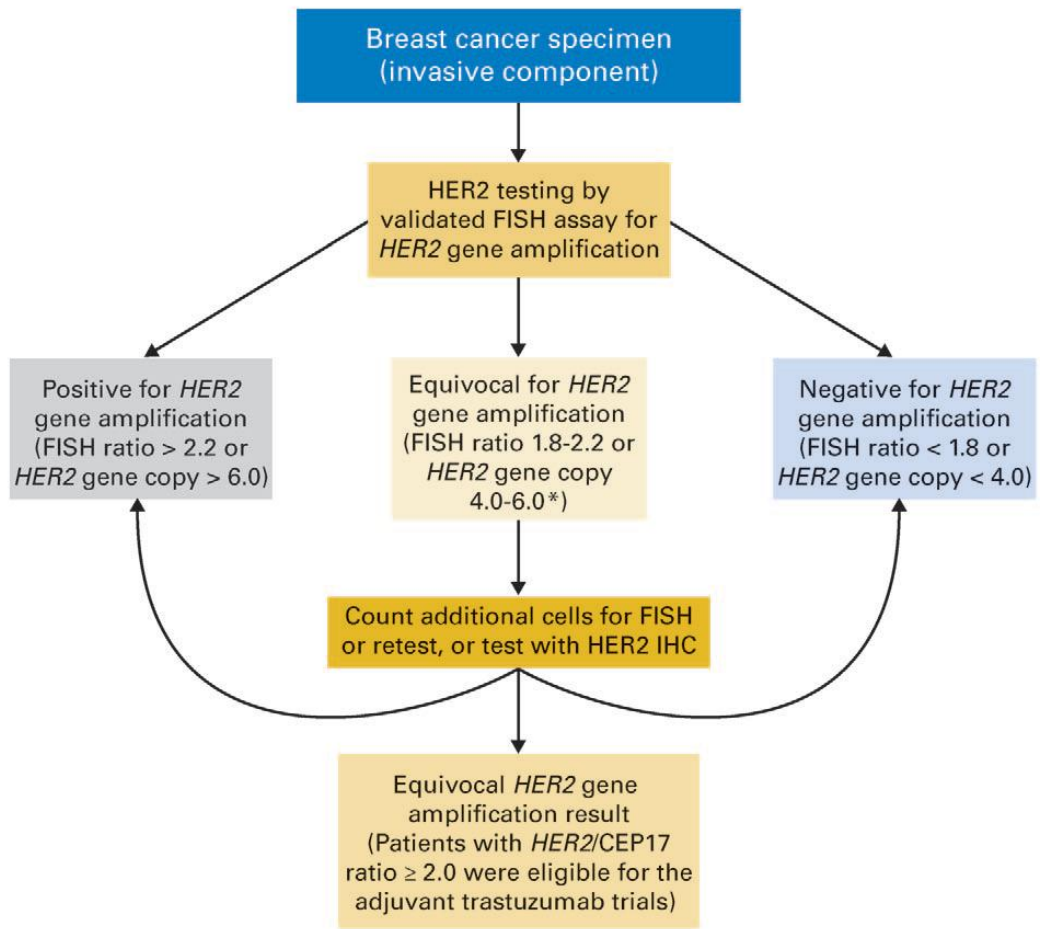 Breast cancer specimen
(invasive component)
HER2 testing by
validated FISH assay for
HER2 gene amplification
Positive for HER2
gene amplification
(FISH ratio > 2.2 or
HER2 gene copy > 6.0)
Equivocal for HER2
gene amplification
(FISH ratio 1.8-2.2 or
HER2 gene copy
4.0-6.0*)
Negative for HER2
gene amplification
(FISH ratio < 1.8 or
HER2 gene copy < 4.0)
Count additional cells for FISH
or retest, or test with HER2 IHC
Equivocal HER2 gene
amplification result
(Patients with HER2/CEP17
ratio ≥ 2.0 were eligible for the
adjuvant trastuzumab trials)